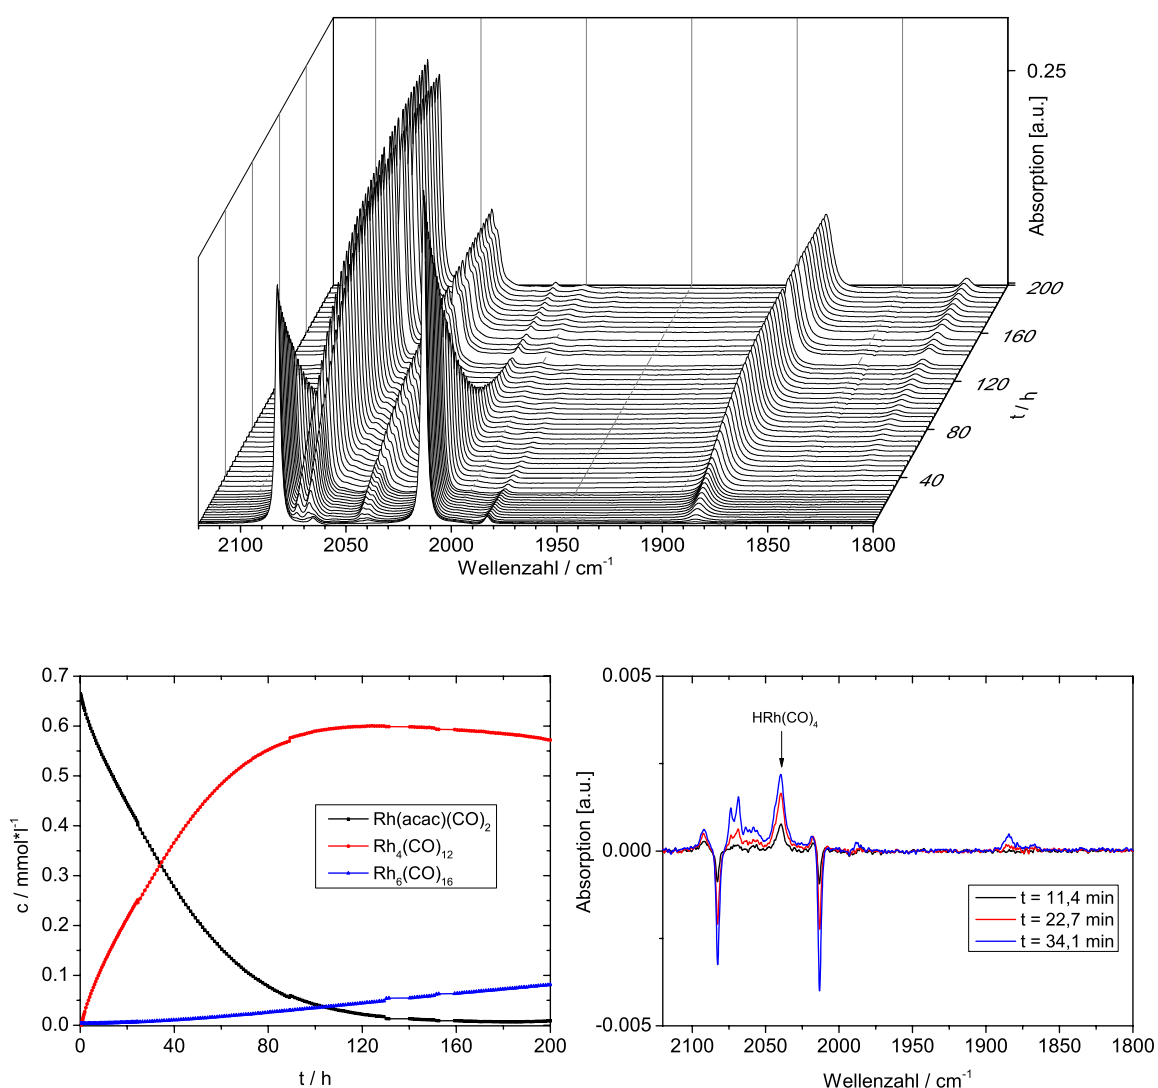 0.25
Absorption [a.u.]
200
160
120
80
40
t / h
2100 2050 2000 1950 1900 1850 1800
Wellenzahl / cm⁻¹
0.7
0.6
0.5
0.4
0.3
0.2
0.1
0.0
c / mmol*l⁻¹
Rh(acac)(CO)₂
Rh₄(CO)₁₂
Rh₆(CO)₁₆
0 40 80 120 160 200
t / h
0.005
0.000
-0.005
Absorption [a.u.]
HRh(CO)₄
t = 11,4 min
t = 22,7 min
t = 34,1 min
2100 2050 2000 1950 1900 1850 1800
Wellenzahl / cm⁻¹